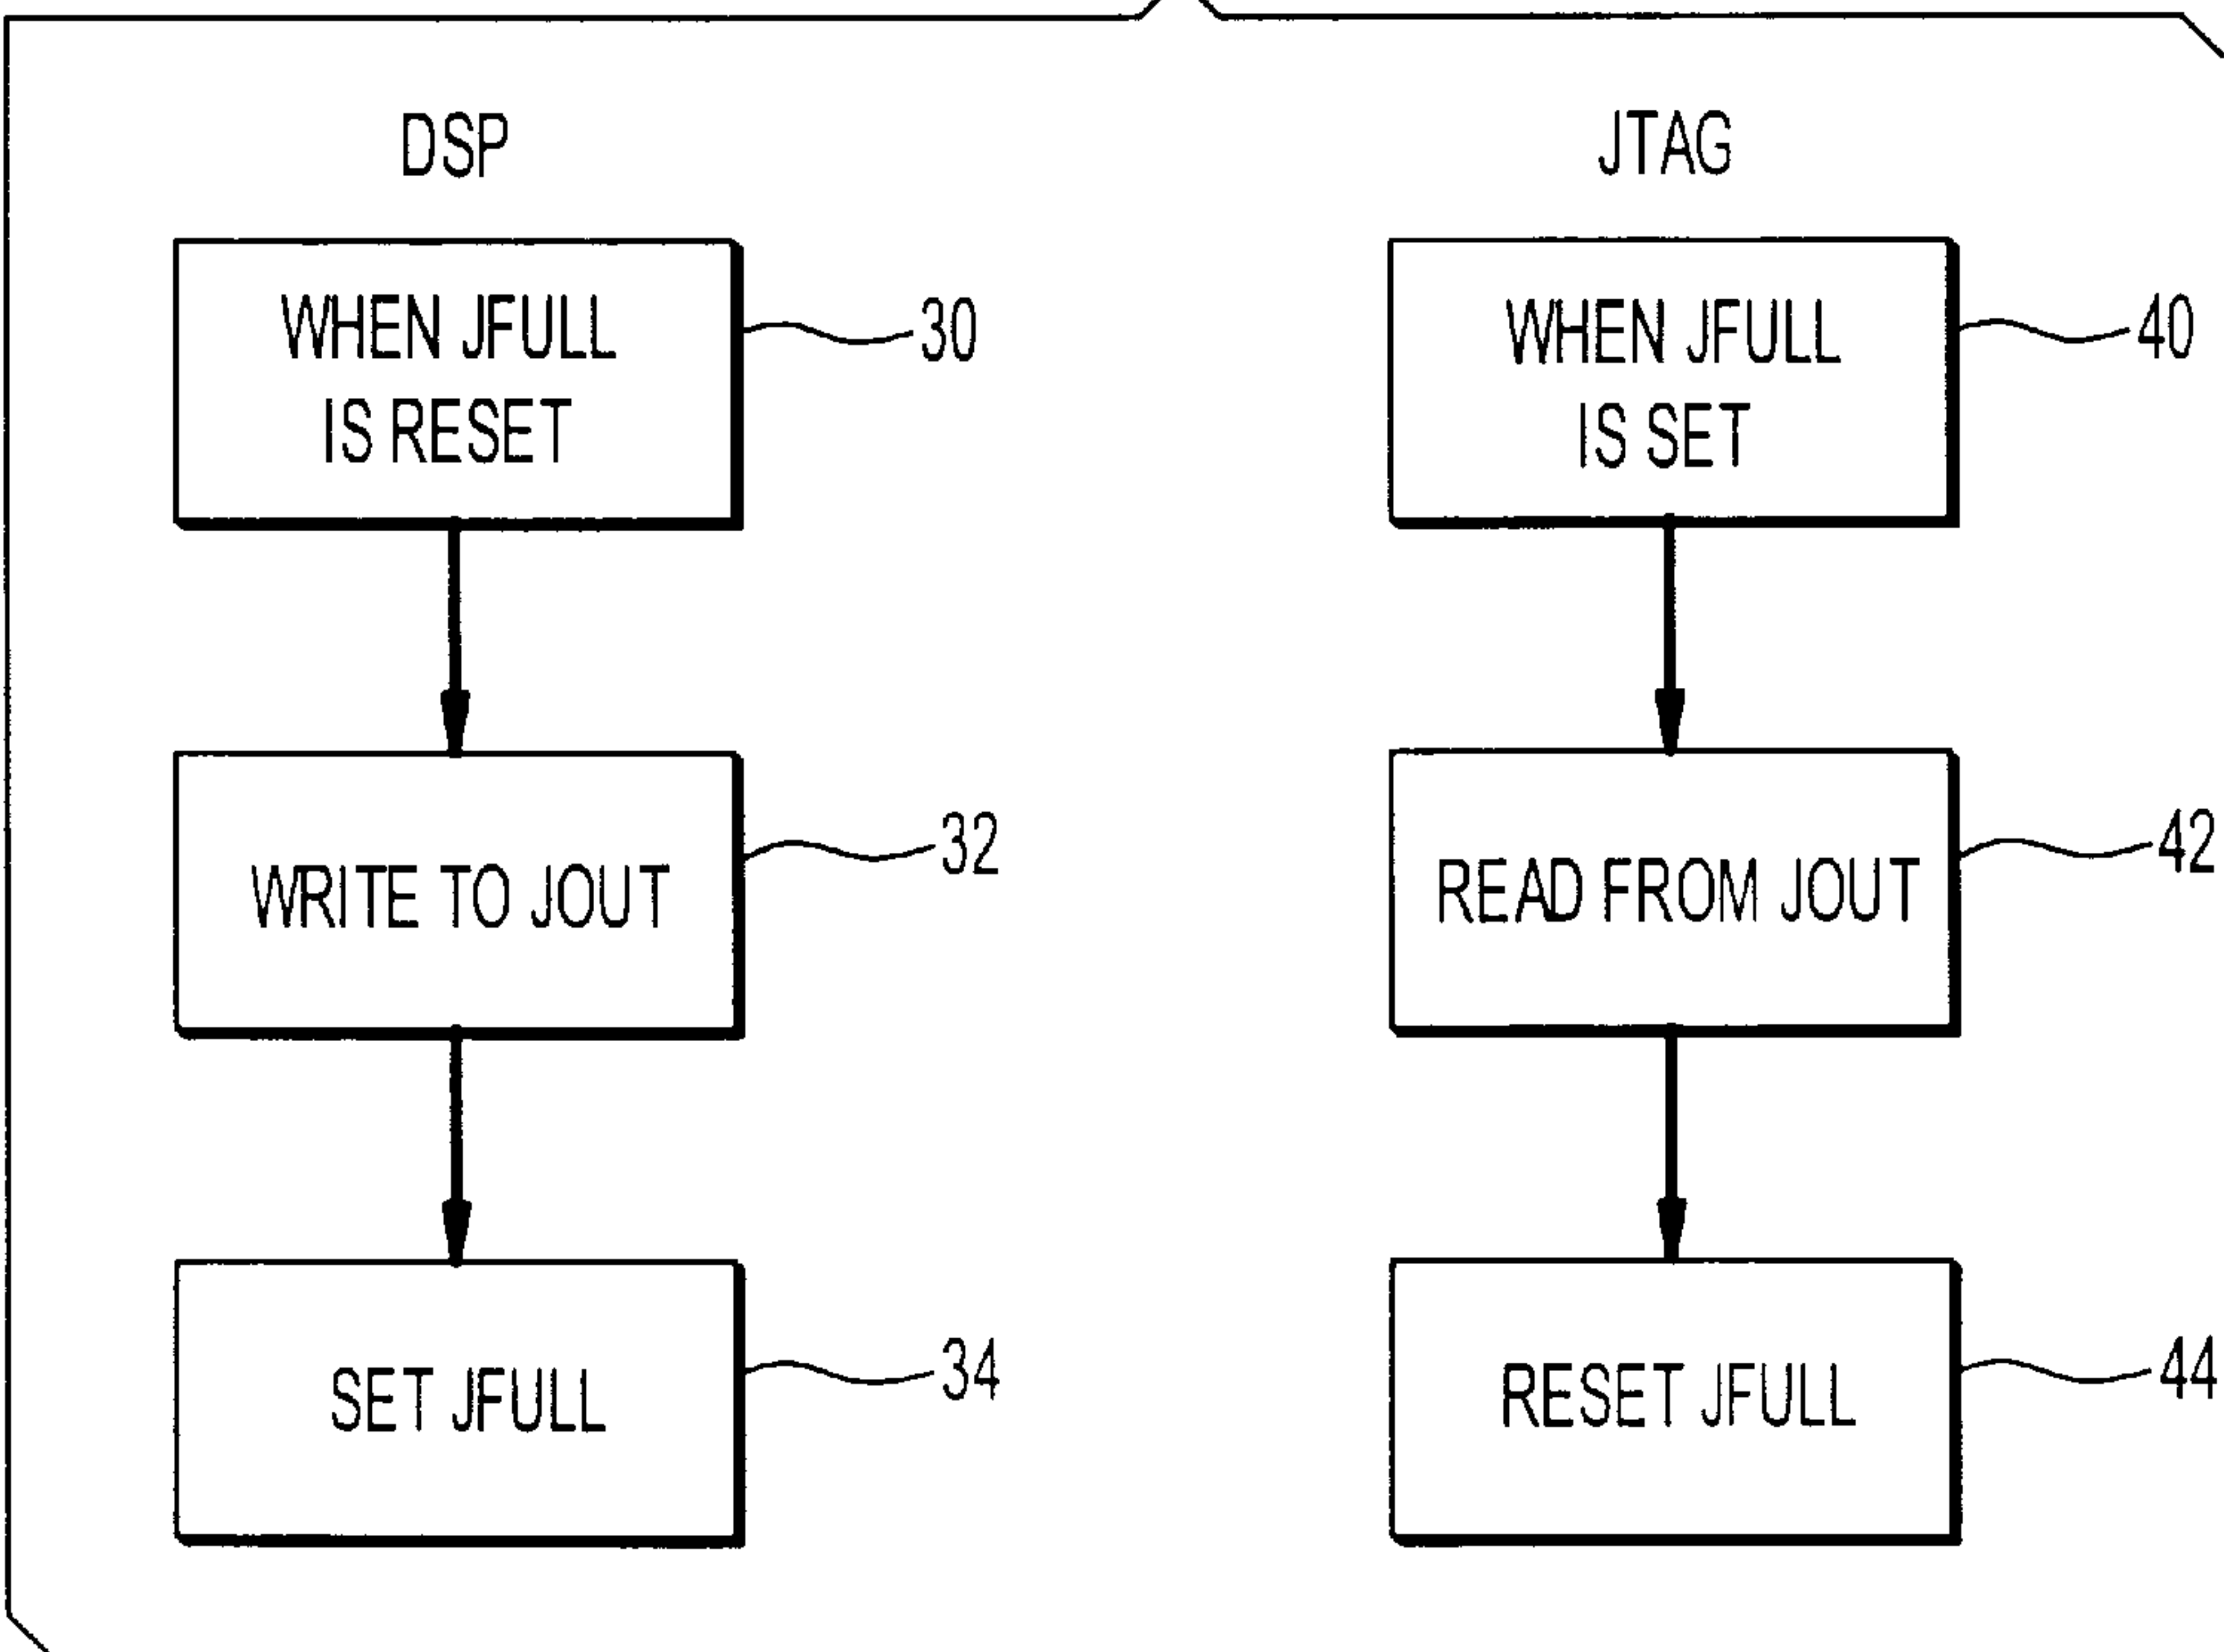 DSP
WHEN JFULL
IS RESET
30
WRITE TO JOUT
32
SET JFULL
34
JTAG
WHEN JFULL
IS SET
40
READ FROM JOUT
42
RESET JFULL
44